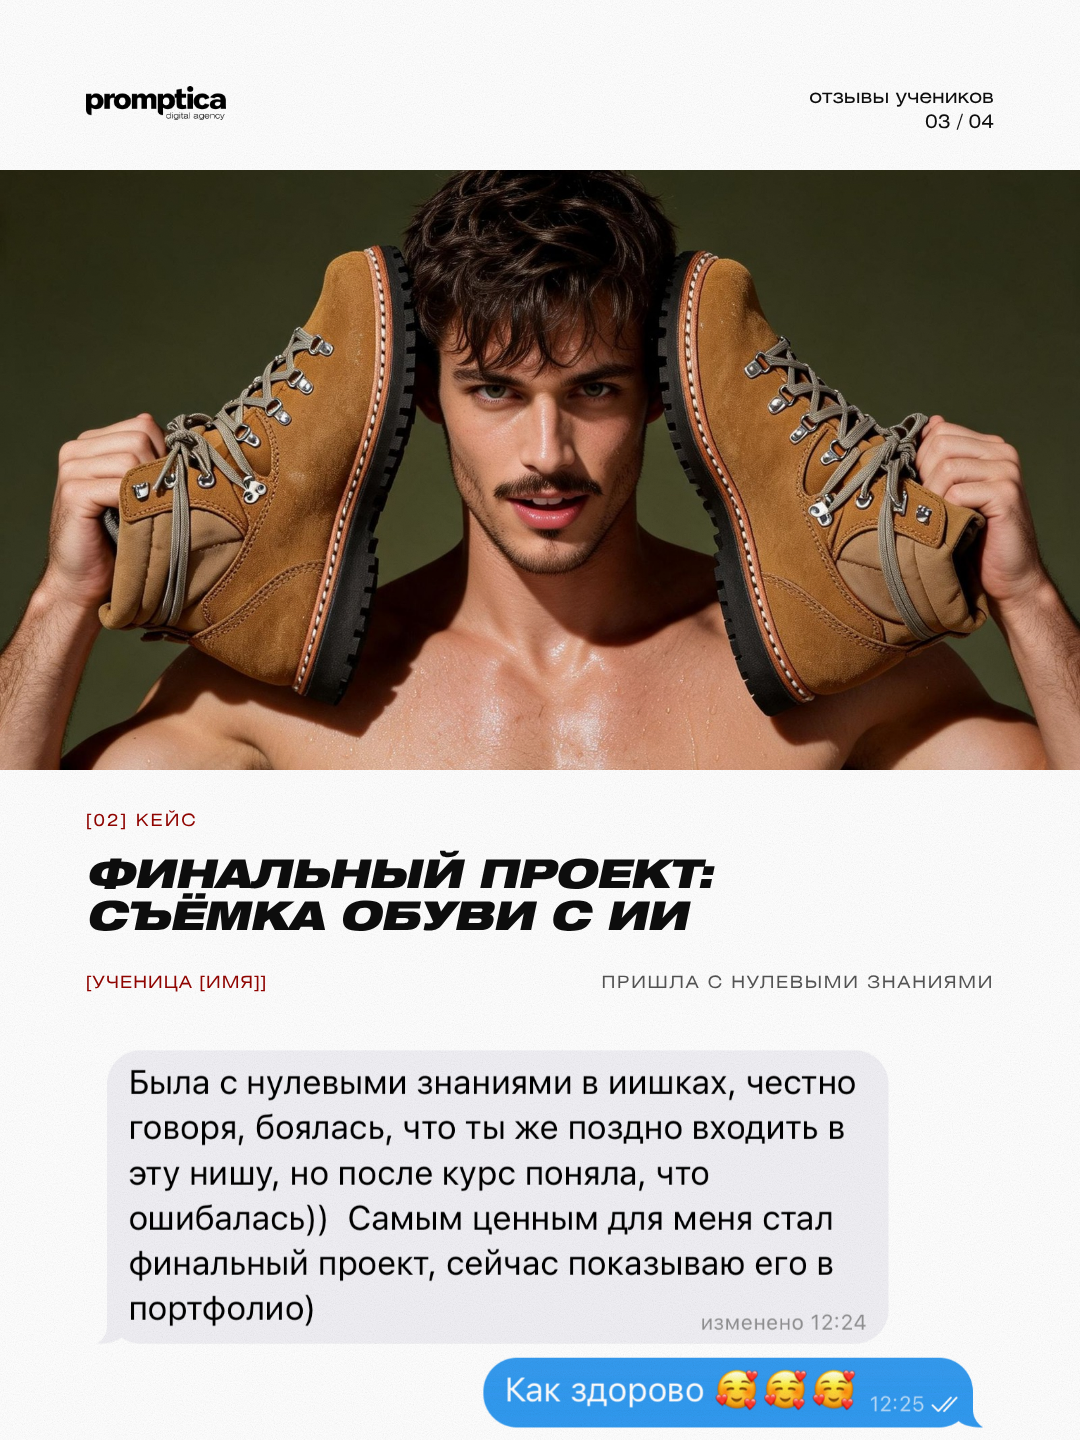 promptica
digital agency
отзывы учеников
03 / 04
[02] КЕЙС
ФИНАЛЬНЫЙ ПРОЕКТ:
СЪЁМКА ОБУВИ С ИИ
[УЧЕНИЦА [ИМЯ]]
ПРИШЛА С НУЛЕВЫМИ ЗНАНИЯМИ
Была с нулевыми знаниями в иишках, честно
говоря, боялась, что ты же поздно входить в
эту нишу, но после курс поняла, что
ошибалась))  Самым ценным для меня стал
финальный проект, сейчас показываю его в
портфолио)
изменено 12:24
Как здорово 🥰🥰🥰 12:25